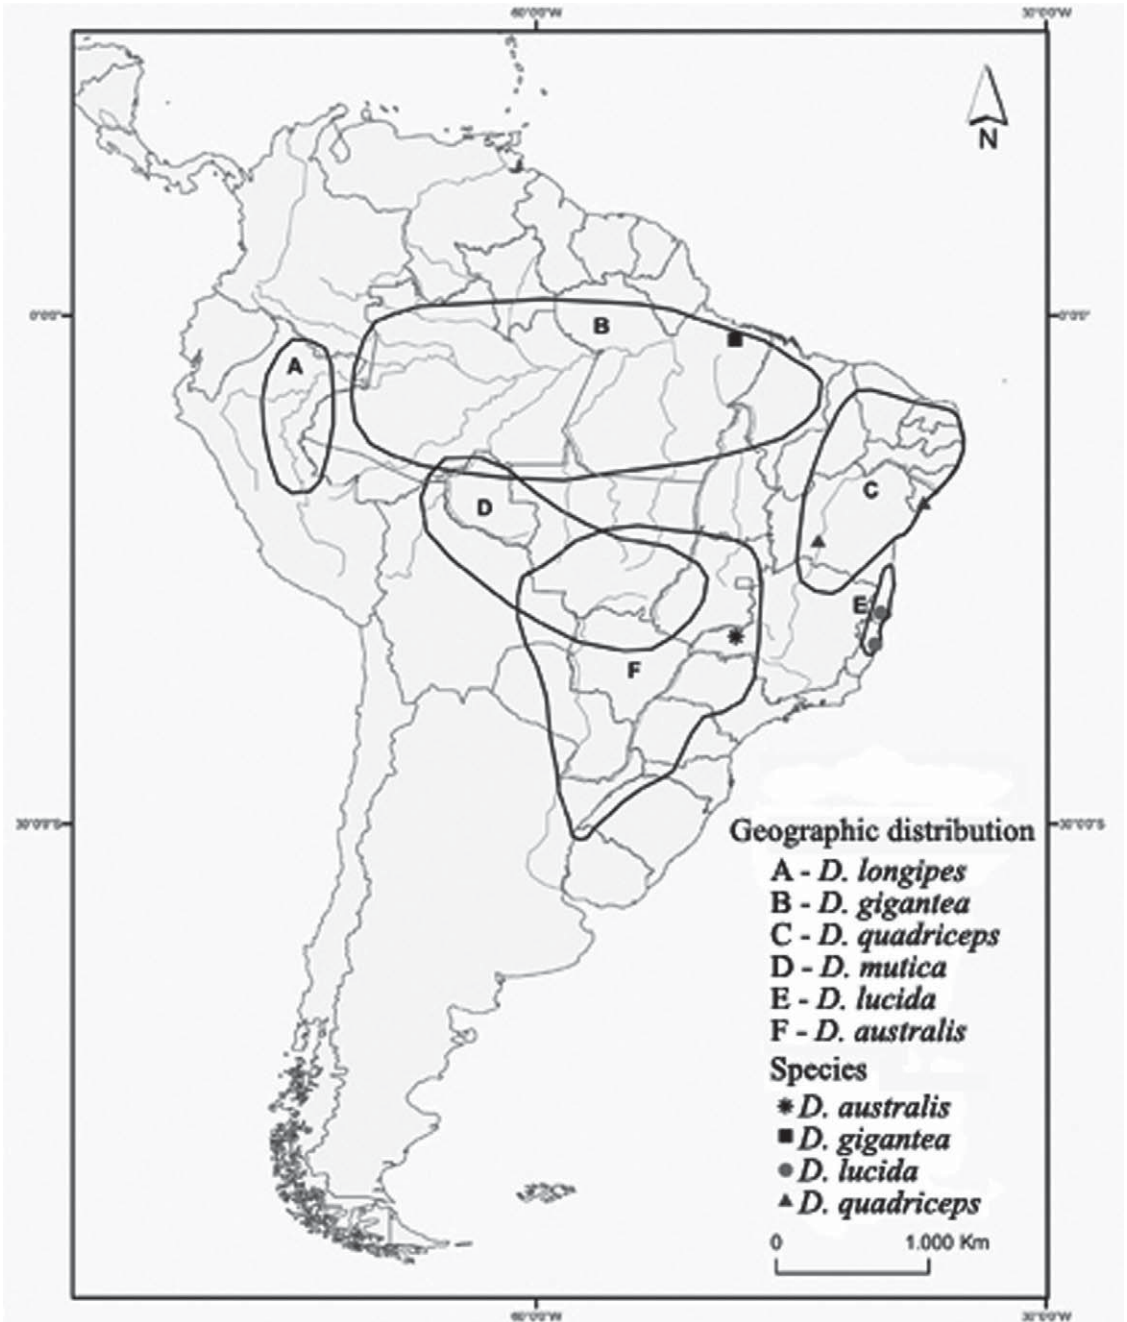 60°0'0"W 30°0'0"W
N
0°0'0" 0°0'0"
B
A
C
D
E
F
30°0'0"S 30°0'0"S
Geographic distribution
A - D. longipes
B - D. gigantea
C - D. quadriceps
D - D. mutica
E - D. lucida
F - D. australis
Species
D. australis
D. gigantea
D. lucida
D. quadriceps
0 1.000 Km
60°0'0"W 30°0'0"W